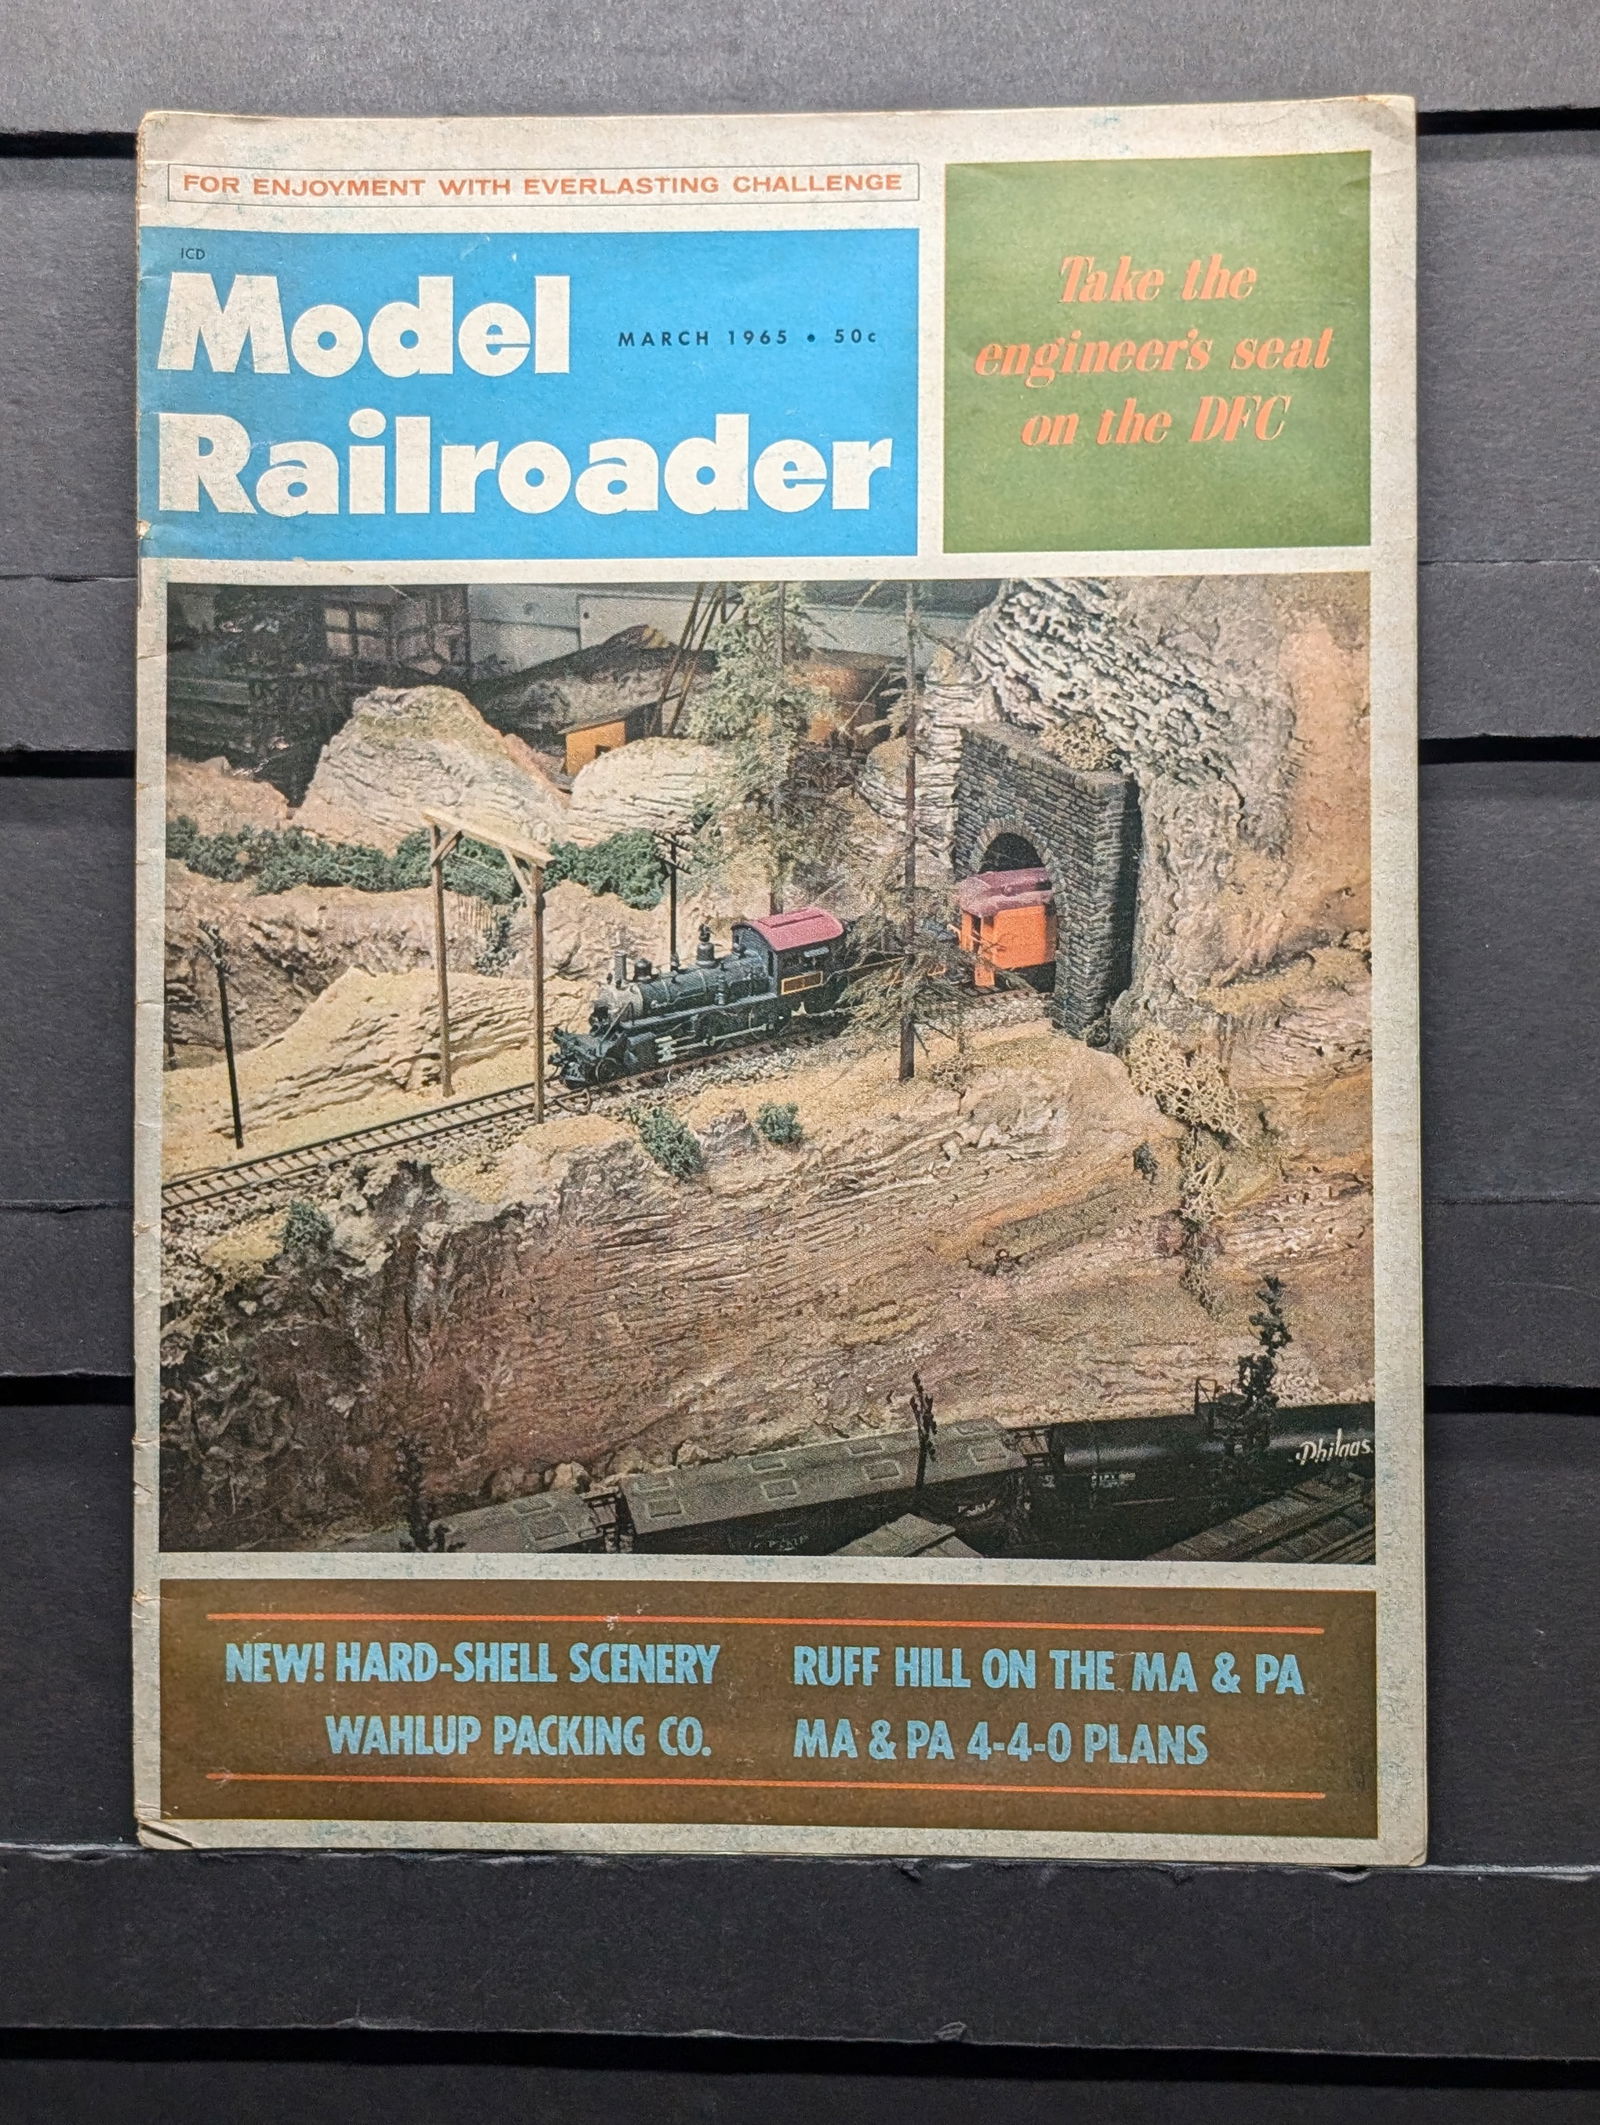 FOR ENJOYMENT WITH EVERLASTING CHALLENGE
ICD
Model
MARCH 1965 • 50c
Railroader
Take the
engineer's seat
on the DFC
Philgas
NEW! HARD-SHELL SCENERY
WAHLUP PACKING CO.
RUFF HILL ON THE MA & PA
MA & PA 4-4-0 PLANS